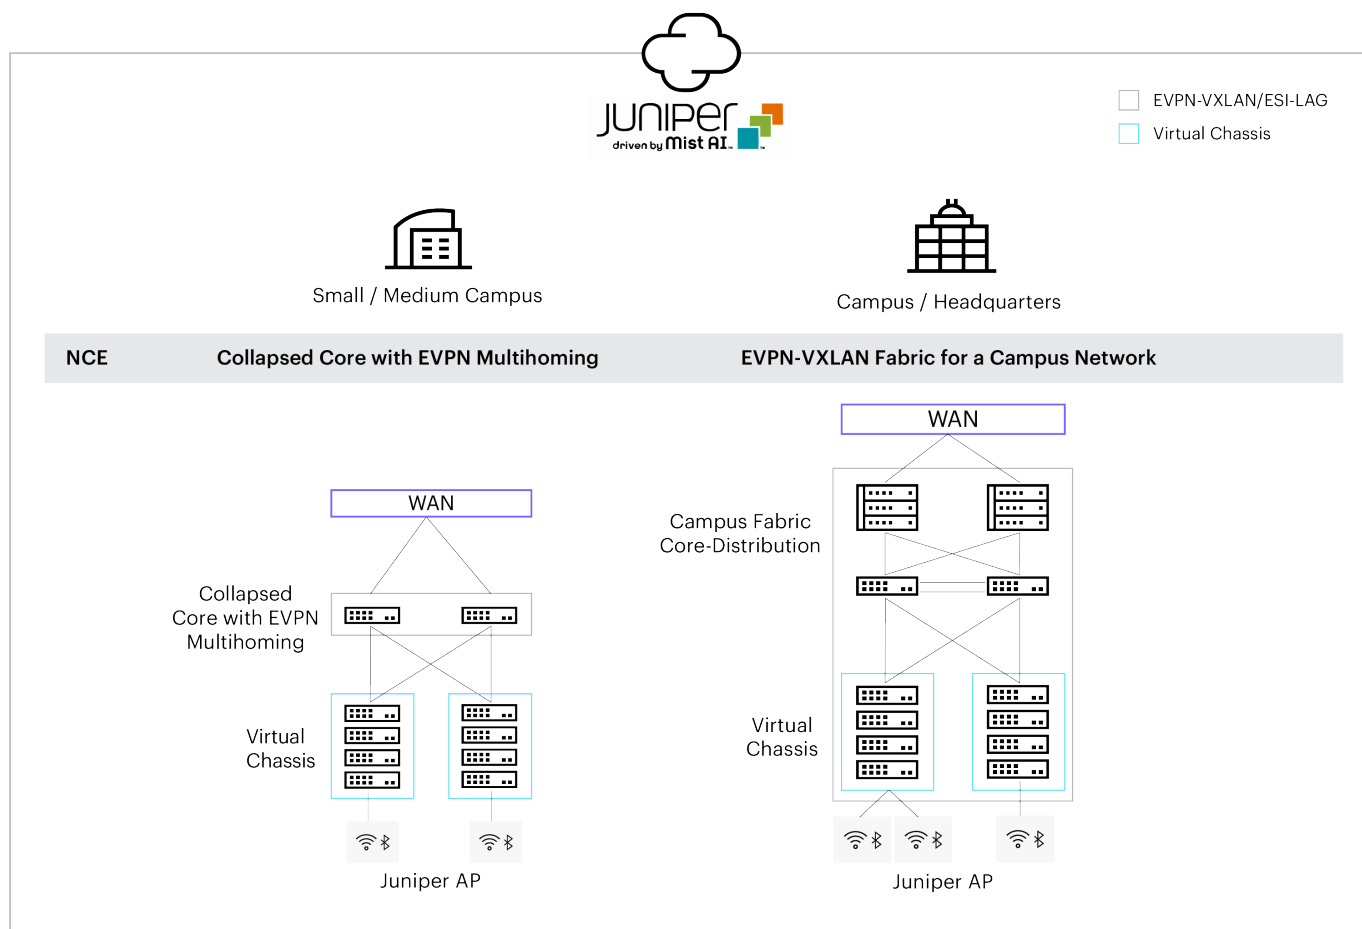 JUNIPER
driven by Mist AI
EVPN-VXLAN/ESI-LAG
Virtual Chassis
Small / Medium Campus
Campus / Headquarters
NCE
Collapsed Core with EVPN Multihoming
EVPN-VXLAN Fabric for a Campus Network
WAN
Collapsed
Core with EVPN
Multihoming
Virtual
Chassis
Juniper AP
WAN
Campus Fabric
Core-Distribution
Virtual
Chassis
Juniper AP